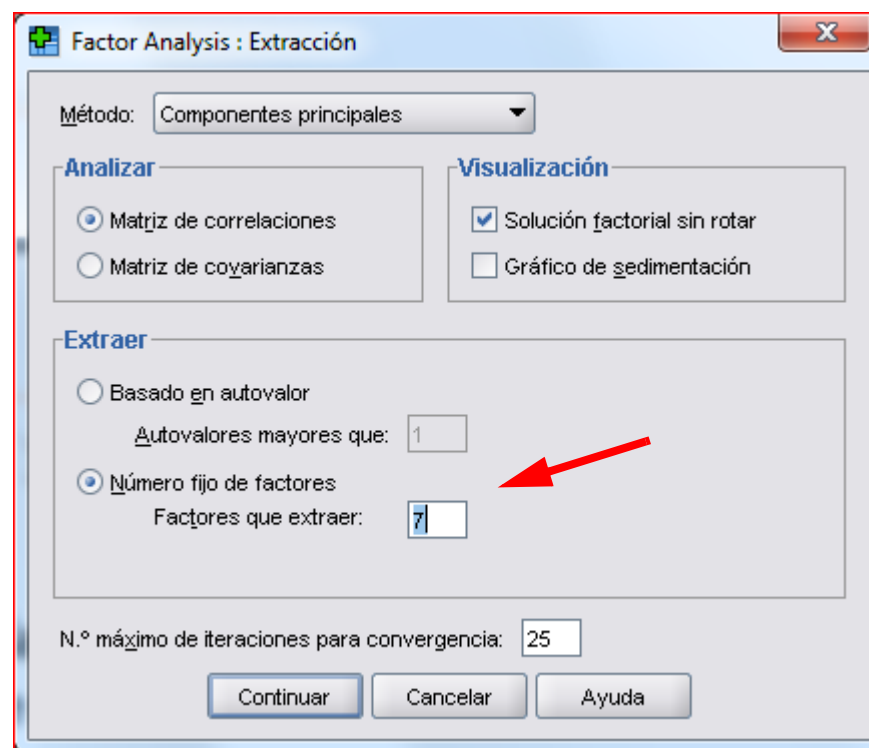 Factor Analysis : Extracción
Método: Componentes principales
Analizar
Matriz de correlaciones
Matriz de covarianzas
Visualización
Solución factorial sin rotar
Gráfico de sedimentación
Extraer
Basado en autovalor
Autovalores mayores que: 1
Número fijo de factores
Factores que extraer: 7
N.º máximo de iteraciones para convergencia: 25
Continuar Cancelar Ayuda